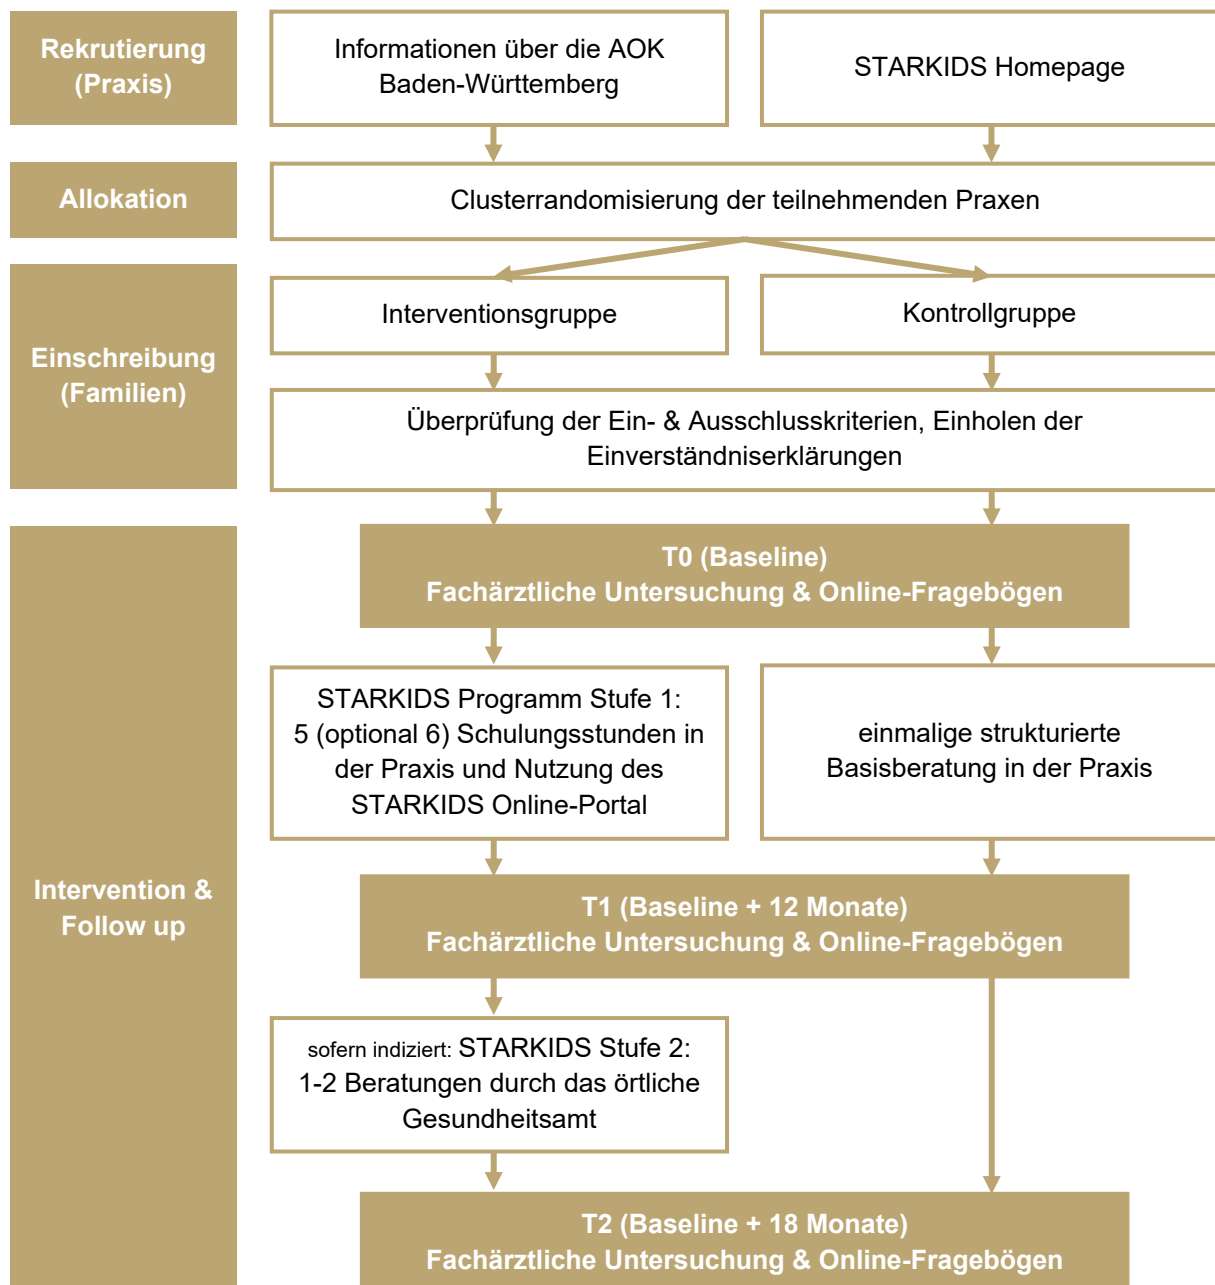 Rekrutierung
(Praxis)
Informationen über die AOK
Baden-Württemberg
STARKIDS Homepage
Allokation
Clusterrandomisierung der teilnehmenden Praxen
Einschreibung
(Familien)
Interventionsgruppe
Kontrollgruppe
Überprüfung der Ein- & Ausschlusskriterien, Einholen der
Einverständniserklärungen
Intervention &
Follow up
T0 (Baseline)
Fachärztliche Untersuchung & Online-Fragebögen
STARKIDS Programm Stufe 1:
5 (optional 6) Schulungsstunden in
der Praxis und Nutzung des
STARKIDS Online-Portal
einmalige strukturierte
Basisberatung in der Praxis
T1 (Baseline + 12 Monate)
Fachärztliche Untersuchung & Online-Fragebögen
sofern indiziert: STARKIDS Stufe 2:
1-2 Beratungen durch das örtliche
Gesundheitsamt
T2 (Baseline + 18 Monate)
Fachärztliche Untersuchung & Online-Fragebögen